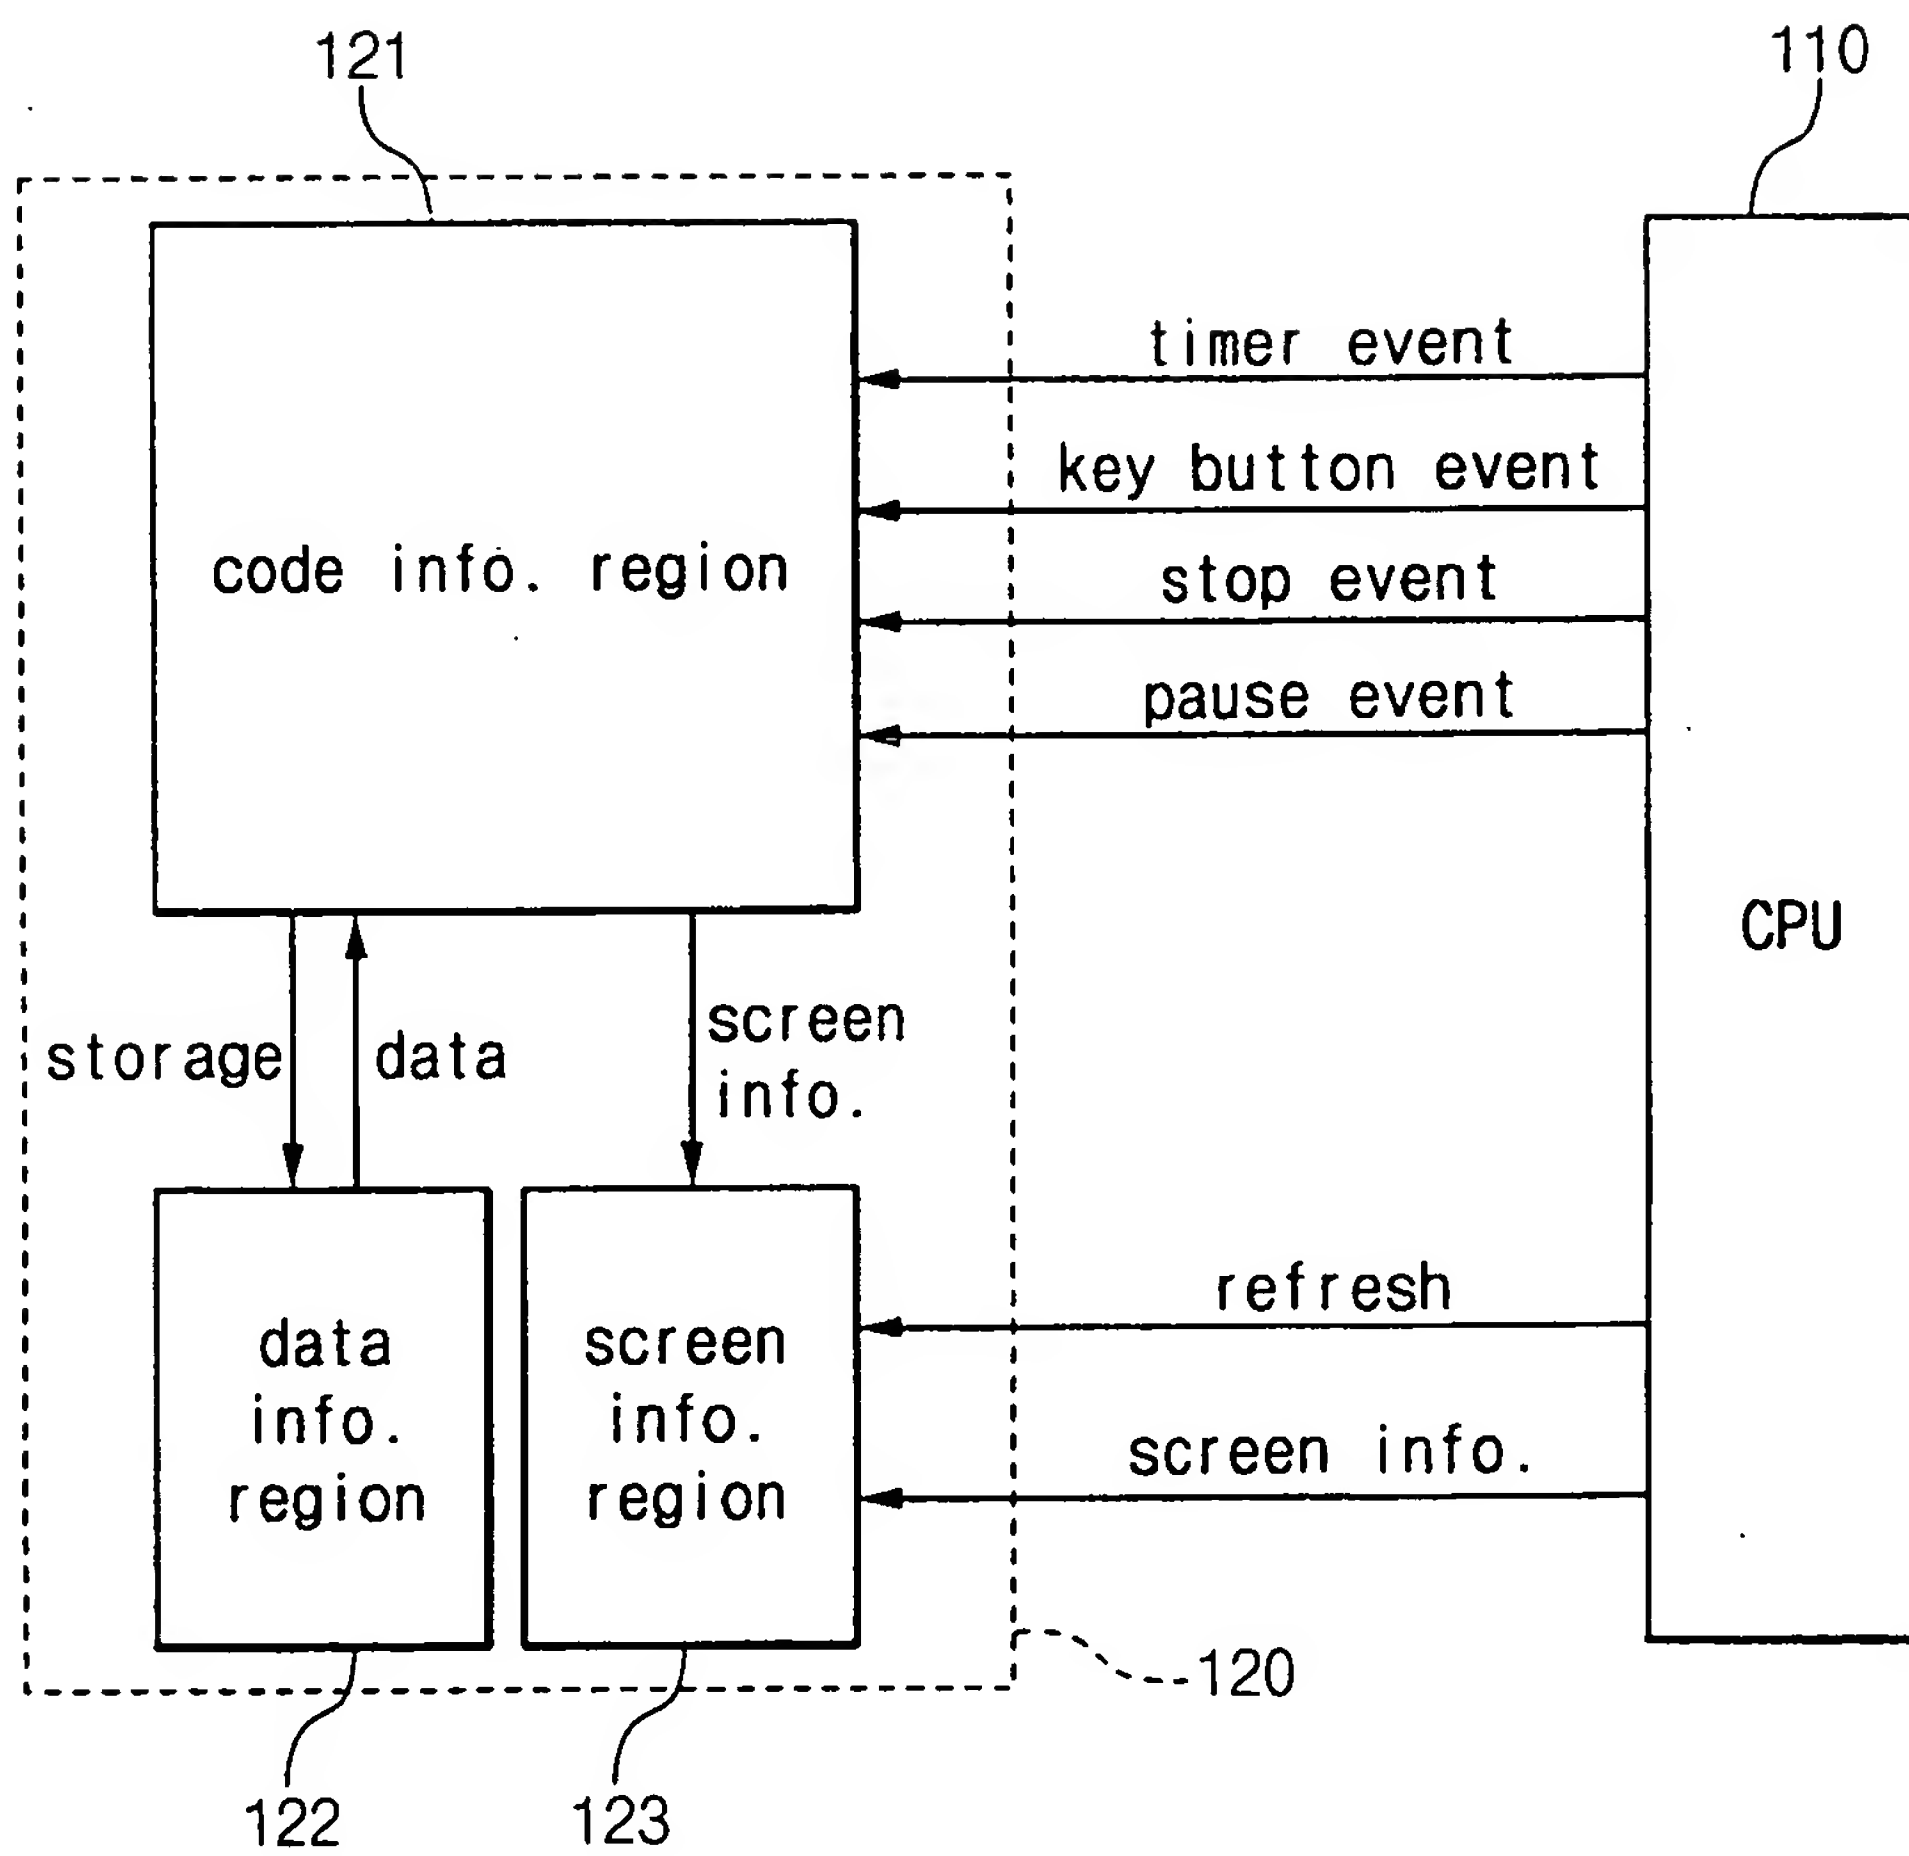 121
110
timer event
key button event
code info. region
stop event
pause event
CPU
storage
data
screen
info.
data
info.
region
screen
info.
region
refresh
screen info.
120
122
123